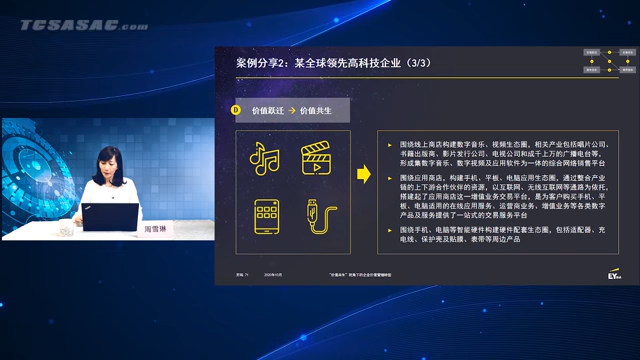 TCSASAC.com
案例分享2：某全球领先高科技企业（3/3）
D 价值跃迁 → 价值共生
围绕线上商店构建数字音乐、视频生态圈，相关产业包括唱片公司、
书籍出版商、影片发行公司、电视公司和成千上万的广播电台等，
形成集数字音乐、数字视频及应用软件为一体的综合网络销售平台
围绕应用商店，构建手机、平板、电脑应用生态圈，通过整合产业
链的上下游合作伙伴的资源，以互联网、无线互联网等通路为依托，
搭建起了应用商店这一增值业务交易平台，是为客户购买手机、平
板、电脑适用的在线应用服务、运营商业务、增值业务等各类数字
产品及服务提供了一站式的交易服务平台
围绕手机、电脑等智能硬件构建硬件配套生态圈，包括适配器、充
电线、保护壳及贴膜、表带等周边产品
周雪琳
2020年10月
EY